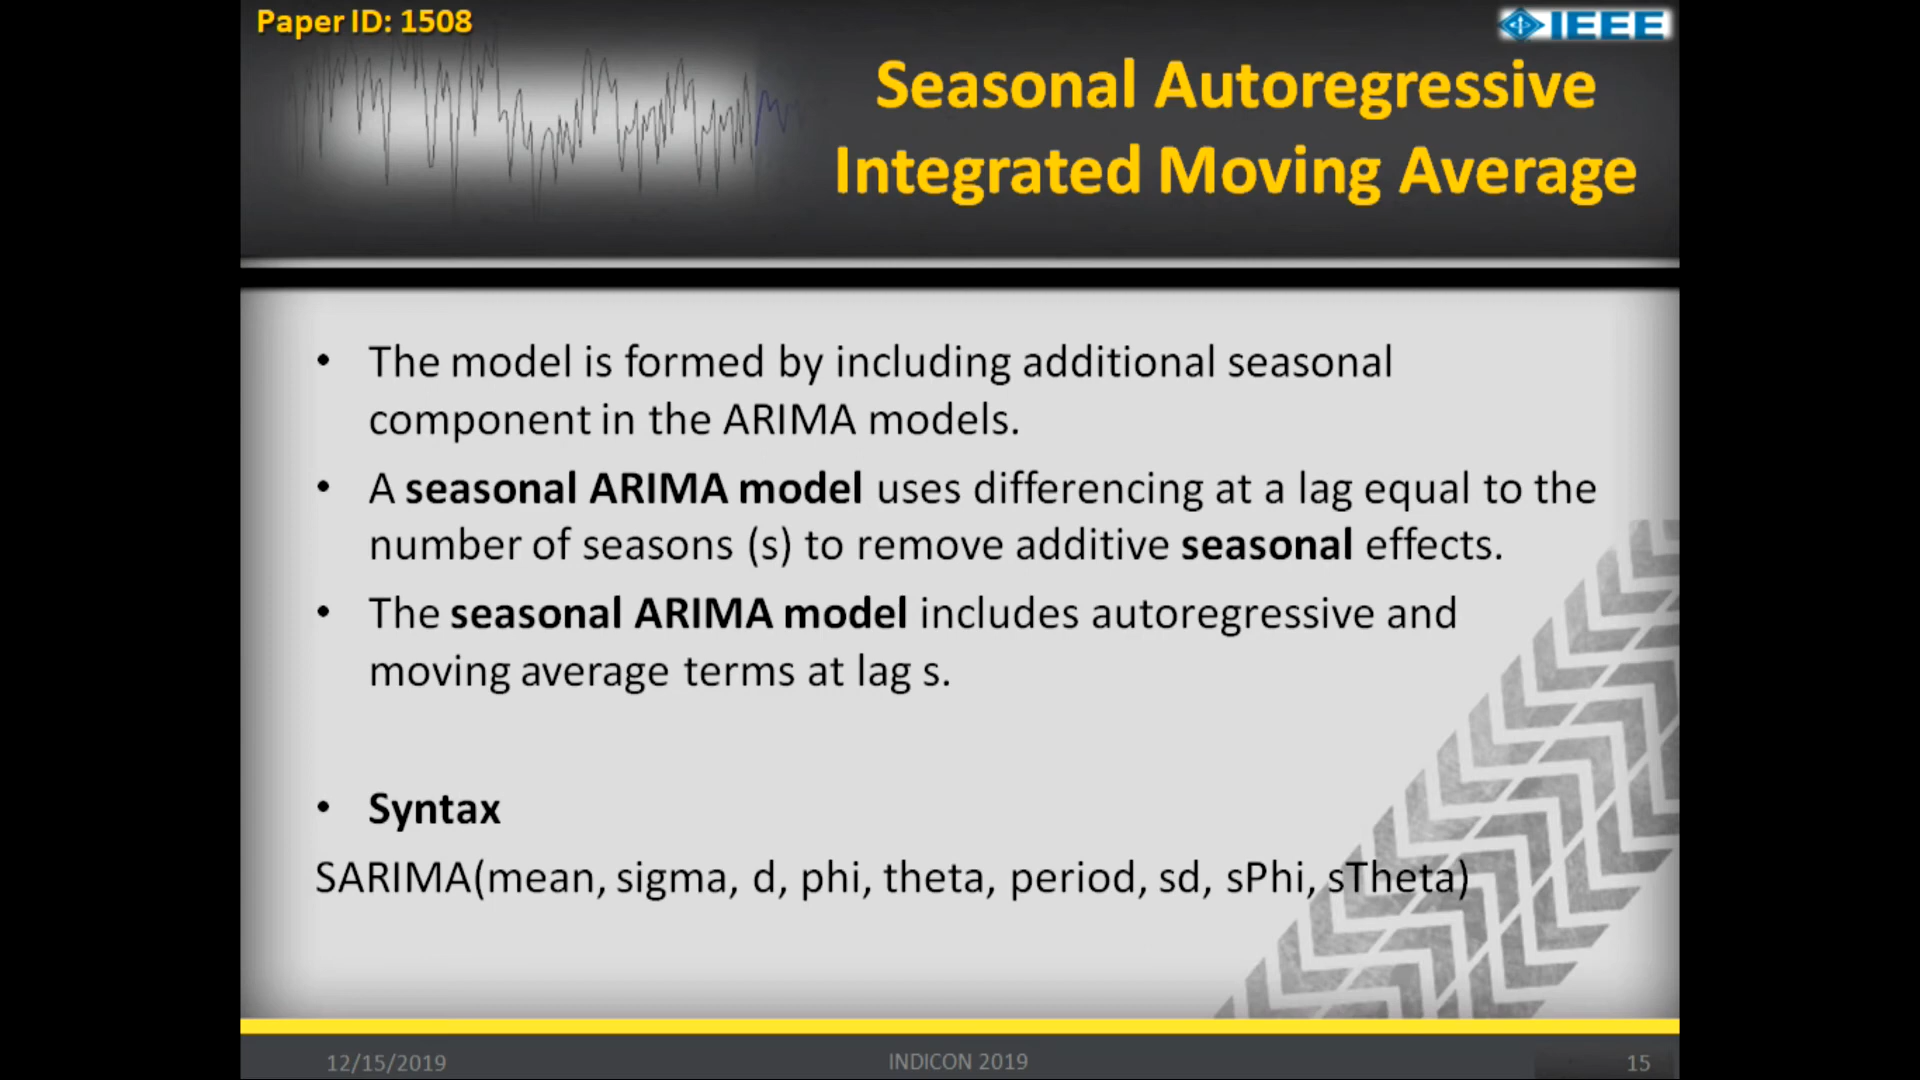 Paper ID: 1508
IEEE
Seasonal Autoregressive
Integrated Moving Average
• The model is formed by including additional seasonal
component in the ARIMA models.
• A seasonal ARIMA model uses differencing at a lag equal to the
number of seasons (s) to remove additive seasonal effects.
• The seasonal ARIMA model includes autoregressive and
moving average terms at lag s.
• Syntax
SARIMA(mean, sigma, d, phi, theta, period, sd, sPhi, sTheta)
12/15/2019
INDICON 2019
15